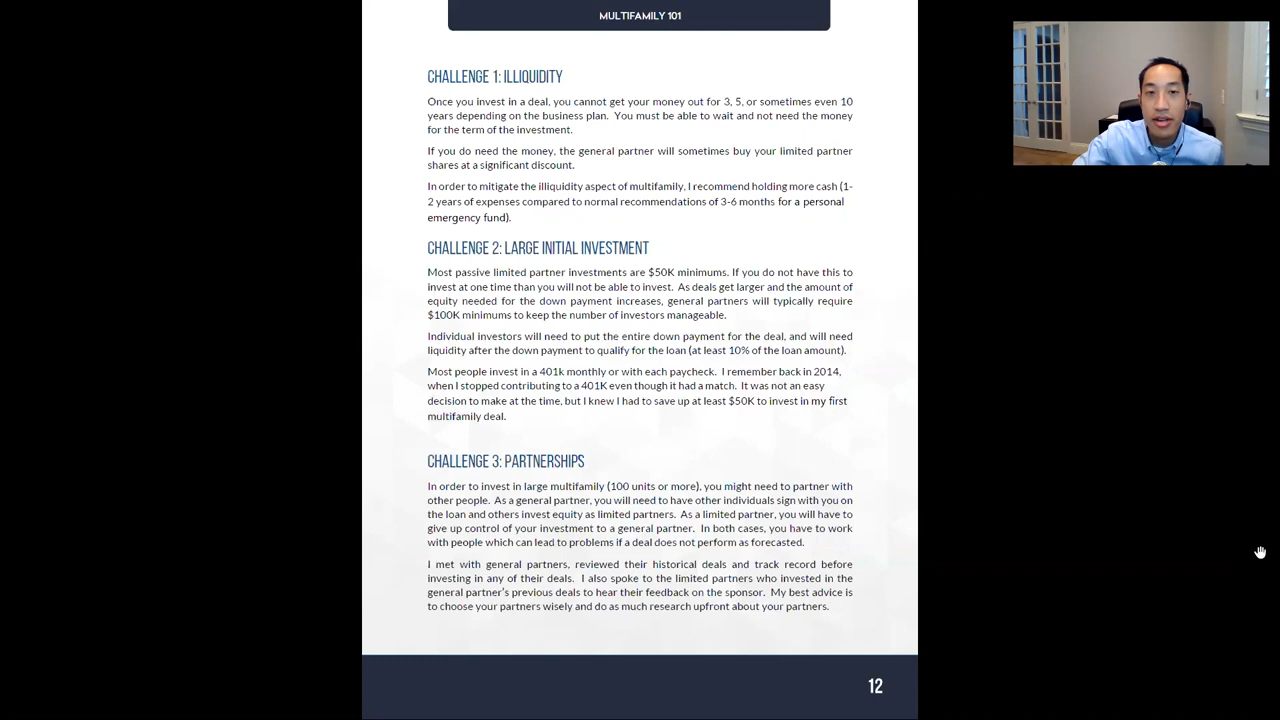 MULTIFAMILY 101
CHALLENGE 1: ILLIQUIDITY
Once you invest in a deal, you cannot get your money out for 3, 5, or sometimes even 10
years depending on the business plan. You must be able to wait and not need the money
for the term of the investment.
If you do need the money, the general partner will sometimes buy your limited partner
shares at a significant discount.
In order to mitigate the illiquidity aspect of multifamily, I recommend holding more cash (1-
2 years of expenses compared to normal recommendations of 3-6 months for a personal
emergency fund).
CHALLENGE 2: LARGE INITIAL INVESTMENT
Most passive limited partner investments are $50K minimums. If you do not have this to
invest at one time than you will not be able to invest. As deals get larger and the amount of
equity needed for the down payment increases, general partners will typically require
$100K minimums to keep the number of investors manageable.
Individual investors will need to put the entire down payment for the deal, and will need
liquidity after the down payment to qualify for the loan (at least 10% of the loan amount).
Most people invest in a 401k monthly or with each paycheck. I remember back in 2014,
when I stopped contributing to a 401K even though it had a match. It was not an easy
decision to make at the time, but I knew I had to save up at least $50K to invest in my first
multifamily deal.
CHALLENGE 3: PARTNERSHIPS
In order to invest in large multifamily (100 units or more), you might need to partner with
other people. As a general partner, you will need to have other individuals sign with you on
the loan and others invest equity as limited partners. As a limited partner, you will have to
give up control of your investment to a general partner. In both cases, you have to work
with people which can lead to problems if a deal does not perform as forecasted.
I met with general partners, reviewed their historical deals and track record before
investing in any of their deals. I also spoke to the limited partners who invested in the
general partner's previous deals to hear their feedback on the sponsor. My best advice is
to choose your partners wisely and do as much research upfront about your partners.
12